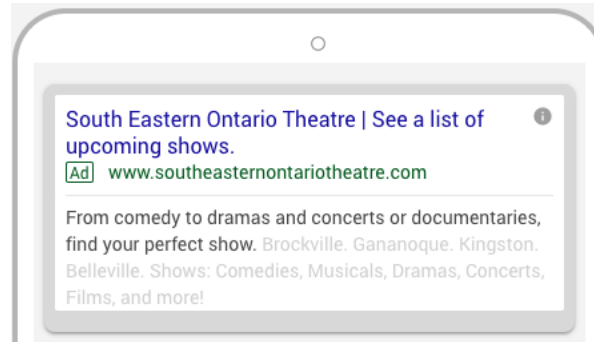 South Eastern Ontario Theatre | See a list of
upcoming shows.
Ad www.southeasternontariotheatre.com
From comedy to dramas and concerts or documentaries,
find your perfect show. Brockville. Gananoque. Kingston.
Belleville. Shows: Comedies, Musicals, Dramas, Concerts,
Films, and more!